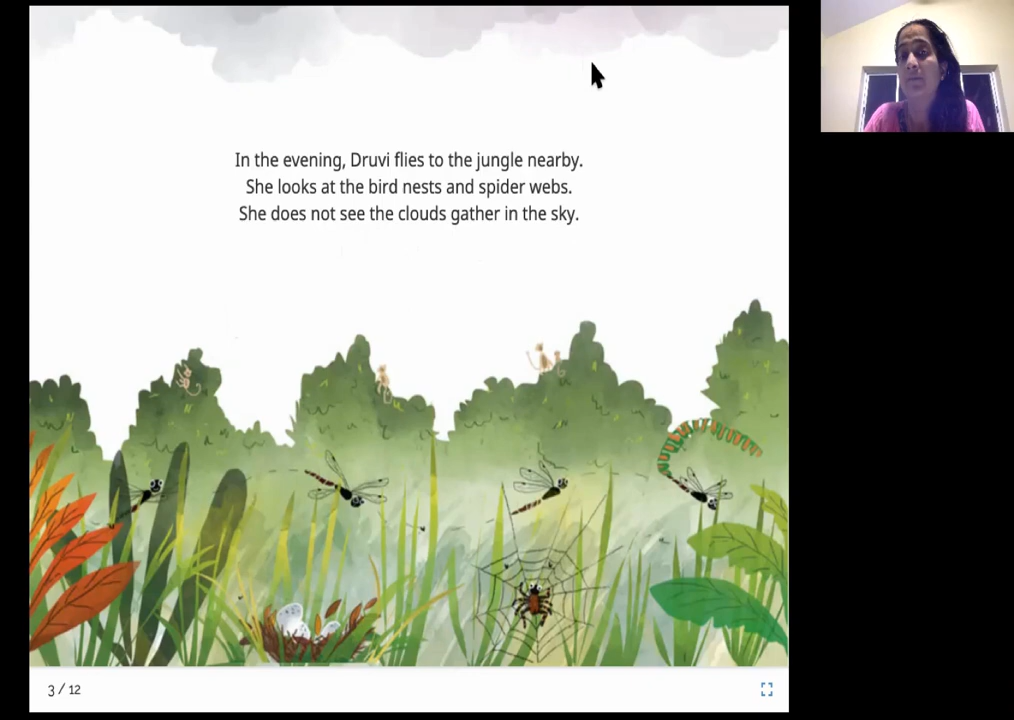 In the evening, Druvi flies to the jungle nearby.
She looks at the bird nests and spider webs.
She does not see the clouds gather in the sky.
3 / 12